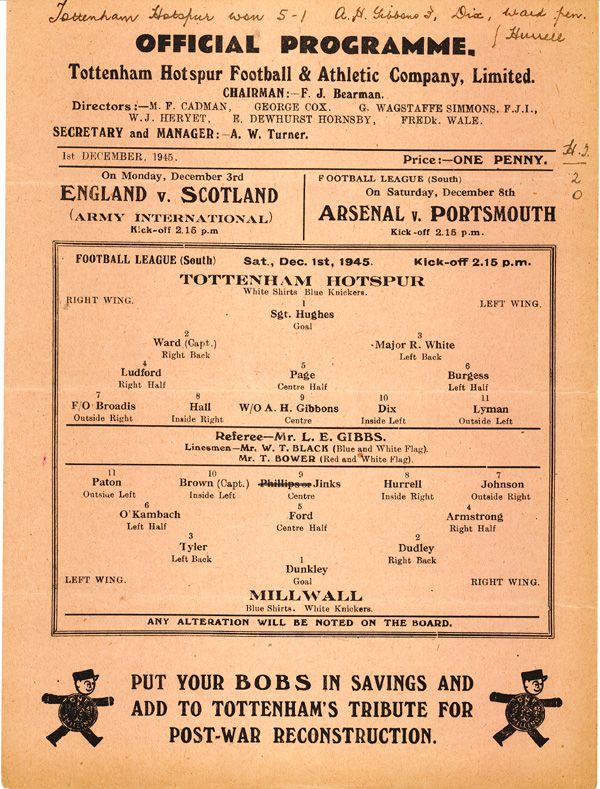 Tottenham Hotspur won 5-1 A.H. Gibbons 3, Dix, ward pen.
{ Hurrell
OFFICIAL PROGRAMME.
Tottenham Hotspur Football & Athletic Company, Limited.
CHAIRMAN:—F. J. Bearman.
Directors:—M. F. CADMAN, GEORGE COX. G. WAGSTAFFE SIMMONS. F.J.I.,
W.J. HERYET, E. DEWHURST HORNSBY, FREDk. WALE.
SECRETARY and MANAGER:—A. W. Turner.
H.T.
2
0
1st DECEMBER, 1945. Price:—ONE PENNY.
On Monday, December 3rd
ENGLAND v. SCOTLAND
(ARMY INTERNATIONAL)
Kick-off 2.15 p.m
FOOTBALL LEAGUE (South)
On Saturday, December 8th
ARSENAL v. PORTSMOUTH
Kick-off 2.15 p.m.
FOOTBALL LEAGUE (South) Sat., Dec. 1st, 1945. Kick-off 2.15 p.m.
TOTTENHAM HOTSPUR
White Shirts Blue Knickers.
RIGHT WING. 1 LEFT WING.
Sgt. Hughes
Goal
2 3
Ward (Capt.) Major R. White
Right Back Left Back
4 5 6
Ludford Page Burgess
Right Half Centre Half Left Half
7 8 9 10 11
F/O Broadis Hall W/O A. H. Gibbons Dix Lyman
Outside Right Inside Right Centre Inside Left Outside Left
Referee—Mr. L. E. GIBBS.
Linesmen—Mr. W. T. BLACK (Blue and White Flag).
Mr. T. BOWER (Red and White Flag).
11 10 9 8 7
Paton Brown (Capt.) Phillips or Jinks Hurrell Johnson
Outside Left Inside Left Centre Inside Right Outside Right
6 5 4
O'Kambach Ford Armstrong
Left Half Centre Half Right Half
3 2
Tyler Dudley
Left Back Right Back
1
Dunkley
LEFT WING. Goal RIGHT WING.
MILLWALL
Blue Shirts. White Knickers.
ANY ALTERATION WILL BE NOTED ON THE BOARD.
PUT YOUR BOBS IN SAVINGS AND
ADD TO TOTTENHAM'S TRIBUTE FOR
POST-WAR RECONSTRUCTION.